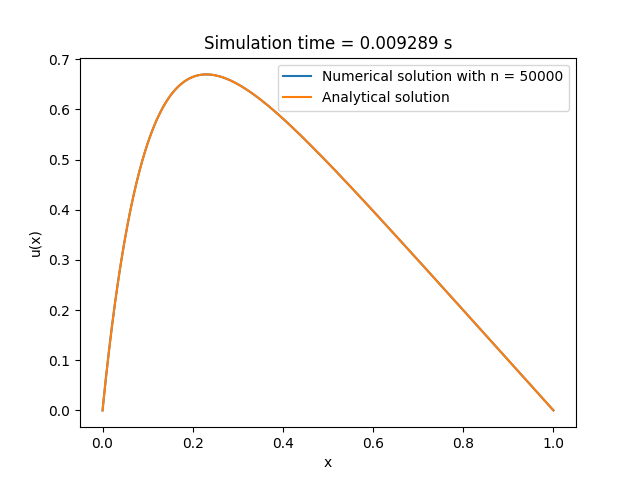 Simulation time = 0.009289 s
Numerical solution with n = 50000
Analytical solution
0.7
0.6
0.5
0.4
0.3
0.2
0.1
0.0
u(x)
0.0 0.2 0.4 0.6 0.8 1.0
x